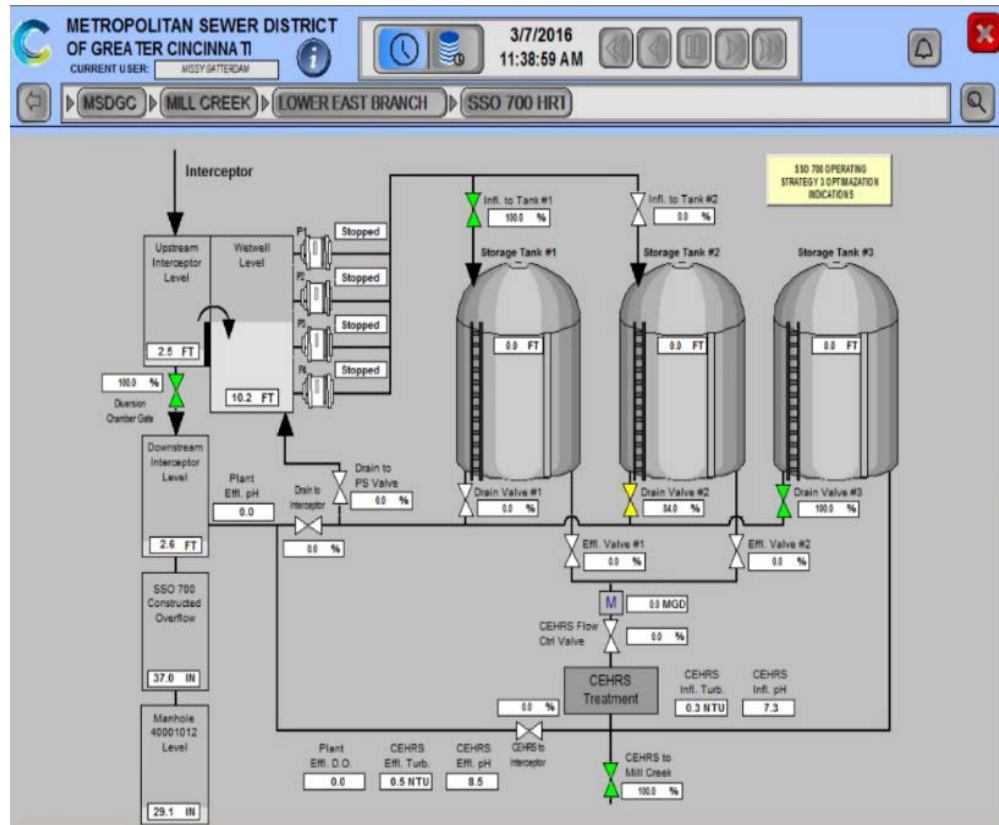 METROPOLITAN SEWER DISTRICT
OF GREATER CINCINNATI
CURRENT USER: MISSY GATTERDAM
i
3/7/2016
11:38:59 AM
MSDGC
MILL CREEK
LOWER EAST BRANCH
SSO 700 HRT
Interceptor
SSO 700 OPERATING
STRATEGY 3 OPTIMAZATION
INDICATIONS
Infl. to Tank #1
100.0 %
Infl. to Tank #2
0.0 %
Upstream
Interceptor
Level
2.5 FT
Wetwell
Level
10.2 FT
P1
Stopped
P2
Stopped
P3
Stopped
P4
Stopped
Storage Tank #1
0.0 FT
Storage Tank #2
0.0 FT
Storage Tank #3
0.0 FT
100.0 %
Diversion
Chamber Gate
Downstream
Interceptor
Level
2.6 FT
Plant
Effl. pH
0.0
Drain to
Interceptor
0.0 %
Drain to
PS Valve
0.0 %
Drain Valve #1
0.0 %
Drain Valve #2
84.0 %
Drain Valve #3
100.0 %
Effl. Valve #1
0.0 %
Effl. Valve #2
0.0 %
SSO 700
Constructed
Overflow
37.0 IN
M
0.0 MGD
CEHRS Flow
Ctrl Valve
0.0 %
CEHRS
Treatment
CEHRS
Infl. Turb.
0.3 NTU
CEHRS
Infl. pH
7.3
Manhole
40001012
Level
29.1 IN
0.0 %
CEHRS to
Interceptor
Plant
Effl. D.O.
0.0
CEHRS
Effl. Turb.
0.5 NTU
CEHRS
Effl. pH
8.5
CEHRS to
Mill Creek
100.0 %